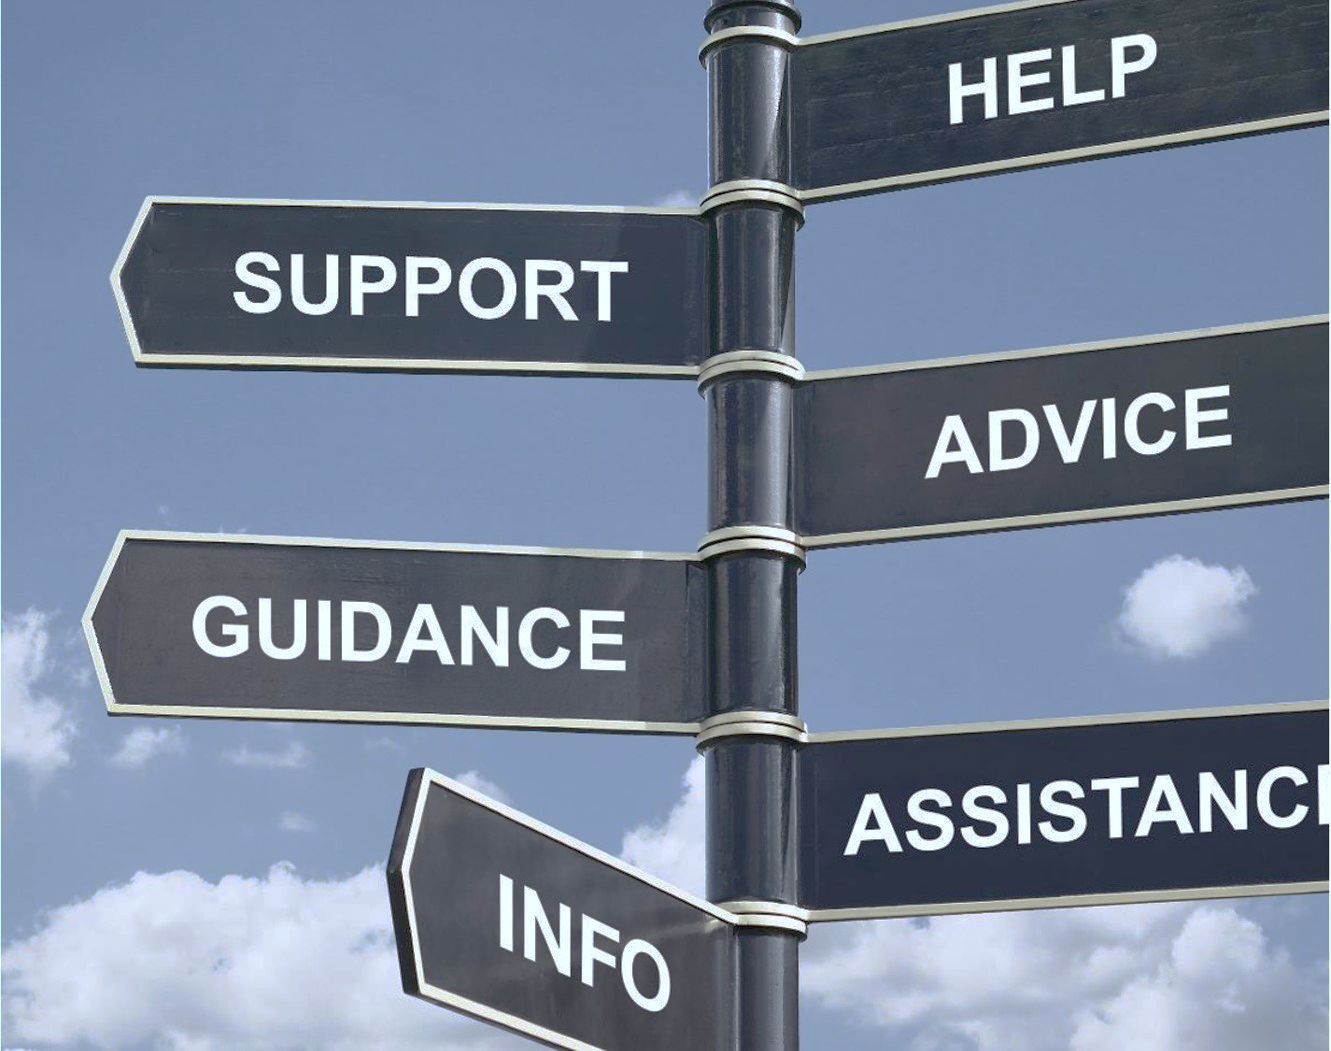 HELP
SUPPORT
ADVICE
GUIDANCE
ASSISTANC
INFO